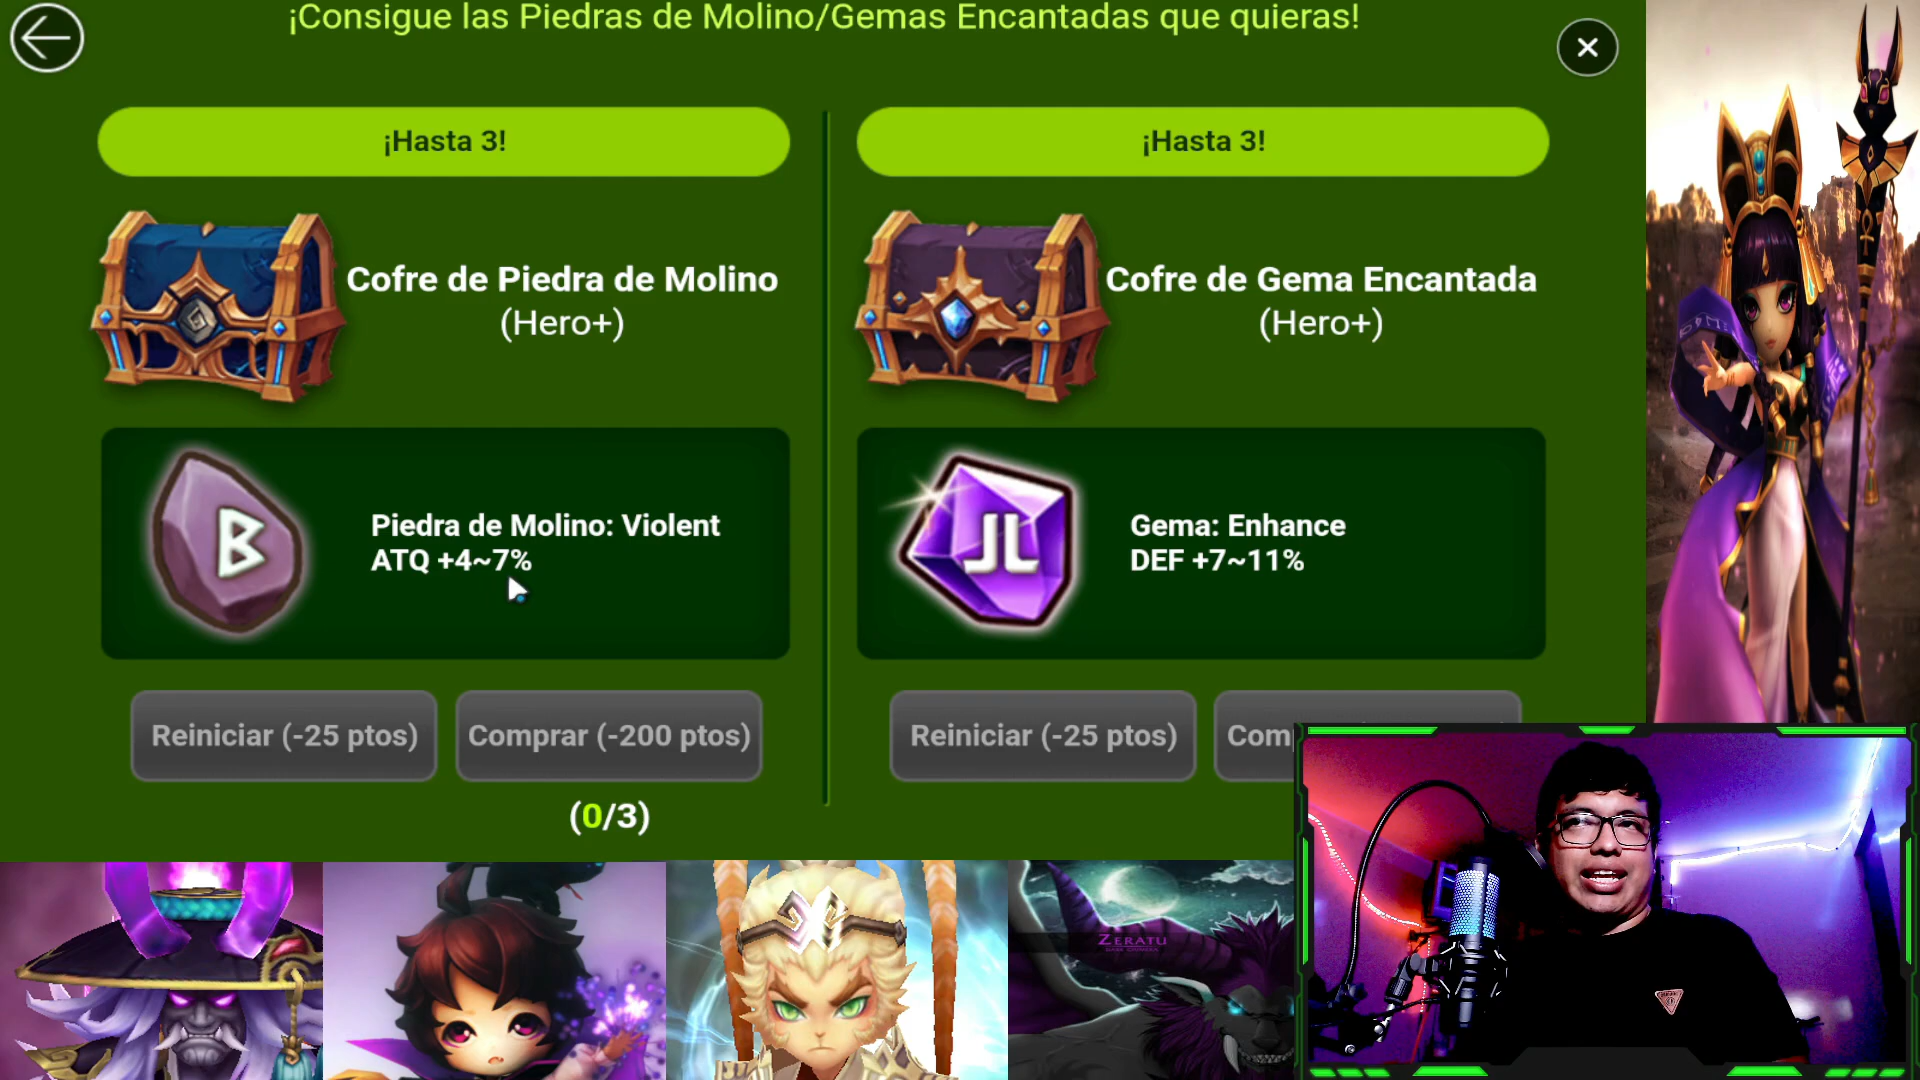 ¡Consigue las Piedras de Molino/Gemas Encantadas que quieras!
¡Hasta 3!
Cofre de Piedra de Molino
(Hero+)
Piedra de Molino: Violent
ATQ +4~7%
Reiniciar (-25 ptos)
Comprar (-200 ptos)
(0/3)
¡Hasta 3!
Cofre de Gema Encantada
(Hero+)
Gema: Enhance
DEF +7~11%
Reiniciar (-25 ptos)
Com
ZERATU